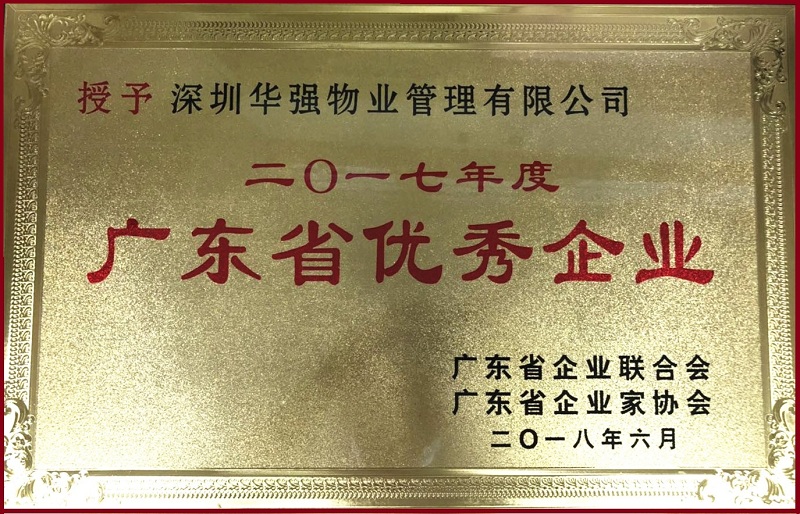 授予 深圳华强物业管理有限公司
二〇一七年度
广东省优秀企业
广东省企业联合会
广东省企业家协会
二〇一八年六月